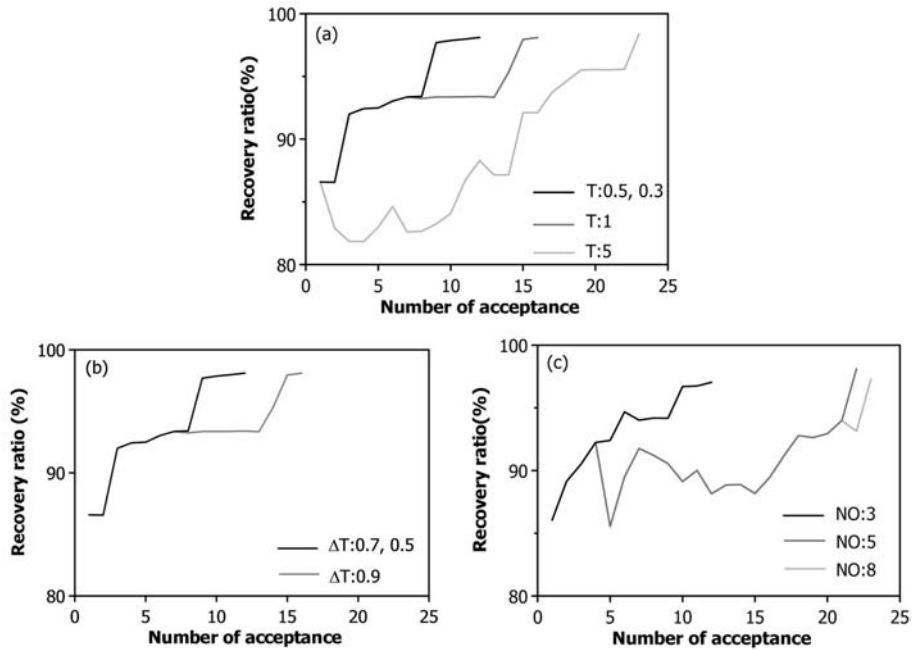 (a)
Recovery ratio(%)
100
90
80
T:0.5, 0.3
T:1
T:5
0 5 10 15 20 25
Number of acceptance
(b)
Recovery ratio (%)
100
90
80
ΔT:0.7, 0.5
ΔT:0.9
0 5 10 15 20 25
Number of acceptance
(c)
Recovery ratio(%)
100
90
80
NO:3
NO:5
NO:8
0 5 10 15 20 25
Number of acceptance